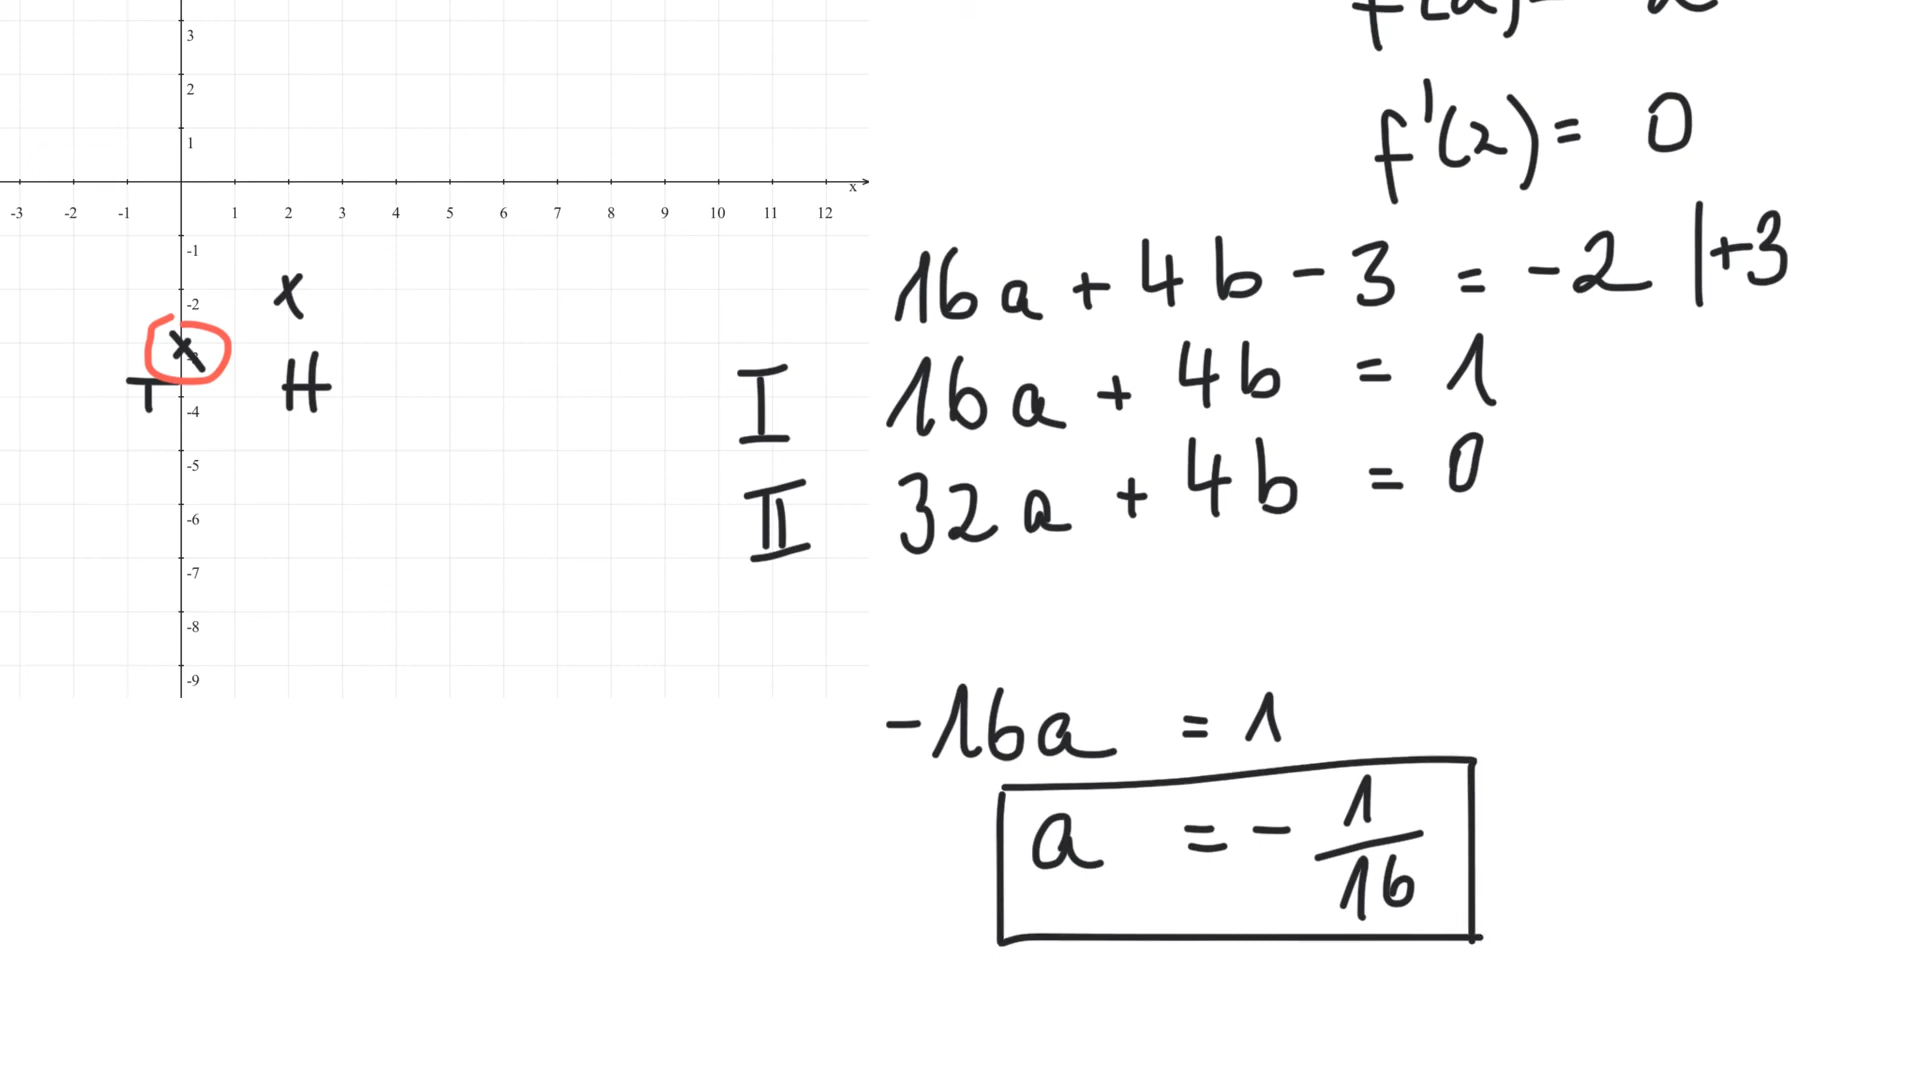 3
2
1
x
-3 -2 -1 1 2 3 4 5 6 7 8 9 10 11 12
-1
-2
-4
-5
-6
-7
-8
-9
x
x
T
H
f'(2) = 0
16a + 4b - 3 = -2 |+3
I 16a + 4b = 1
II 32a + 4b = 0
-16a = 1
a = - 1/16